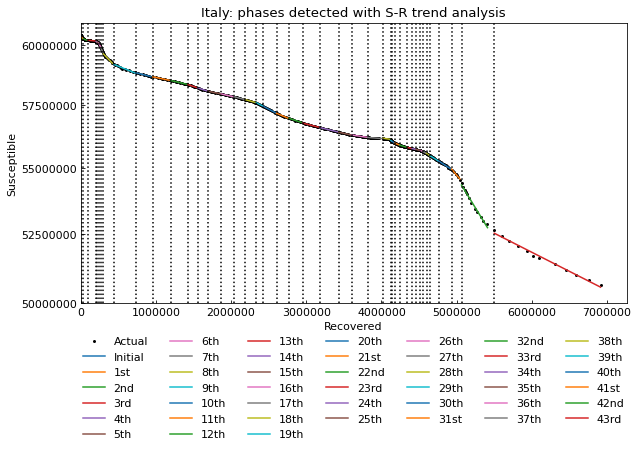 Italy: phases detected with S-R trend analysis
Susceptible
60000000
57500000
55000000
52500000
50000000
0 1000000 2000000 3000000 4000000 5000000 6000000 7000000
Recovered
Actual 6th 13th 20th 26th 32nd 38th
Initial 7th 14th 21st 27th 33rd 39th
1st 8th 15th 22nd 28th 34th 40th
2nd 9th 16th 23rd 29th 35th 41st
3rd 10th 17th 24th 30th 36th 42nd
4th 11th 18th 25th 31st 37th 43rd
5th 12th 19th